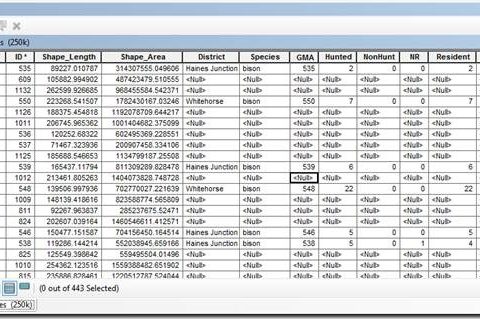 es (250k)
ID * Shape_Length Shape_Area District Species GMA Hunted NonHunt NR Resident
535 89227.010787 314307555.049606 Haines Junction bison 535 2 0 0 2
609 105882.994902 487423479.510555 <Null> <Null> <Null> <Null> <Null> <Null> <Null>
1132 262599.926685 968455584.542371 <Null> <Null> <Null> <Null> <Null> <Null> <Null>
550 223268.541507 1782430167.03246 Whitehorse bison 550 7 0 0 7
1126 188375.454818 1192078709.644217 <Null> <Null> <Null> <Null> <Null> <Null> <Null>
1011 206745.965362 1001404682.375099 <Null> <Null> <Null> <Null> <Null> <Null> <Null>
536 120252.68322 602495369.228551 <Null> <Null> <Null> <Null> <Null> <Null> <Null>
537 71467.323936 200907458.334106 <Null> <Null> <Null> <Null> <Null> <Null> <Null>
1125 185688.546653 1134799187.25508 <Null> <Null> <Null> <Null> <Null> <Null> <Null>
539 165437.11794 811309289.828478 Haines Junction bison 539 6 0 0 6
1012 213461.805263 1404073828.748728 <Null> <Null> <Null> <Null> <Null> <Null> <Null>
548 139506.997936 702770027.221639 Whitehorse bison 548 22 0 0 22
1009 148139.418616 823588774.565809 <Null> <Null> <Null> <Null> <Null> <Null> <Null>
811 92267.963837 285237675.52471 <Null> <Null> <Null> <Null> <Null> <Null> <Null>
824 202607.039164 1460546611.412571 <Null> <Null> <Null> <Null> <Null> <Null> <Null>
546 150477.151587 704156450.164514 Haines Junction bison 546 5 0 0 5
538 119286.144214 552038945.659166 Haines Junction bison 538 5 0 1 4
825 125549.398642 559495504.01496 <Null> <Null> <Null> <Null> <Null> <Null> <Null>
1010 254362.123516 1559388482.651902 <Null> <Null> <Null> <Null> <Null> <Null> <Null>
815 235886.828461 1220512787.524044 <Null> <Null> <Null> <Null> <Null> <Null> <Null>
(0 out of 443 Selected)
es (250k)